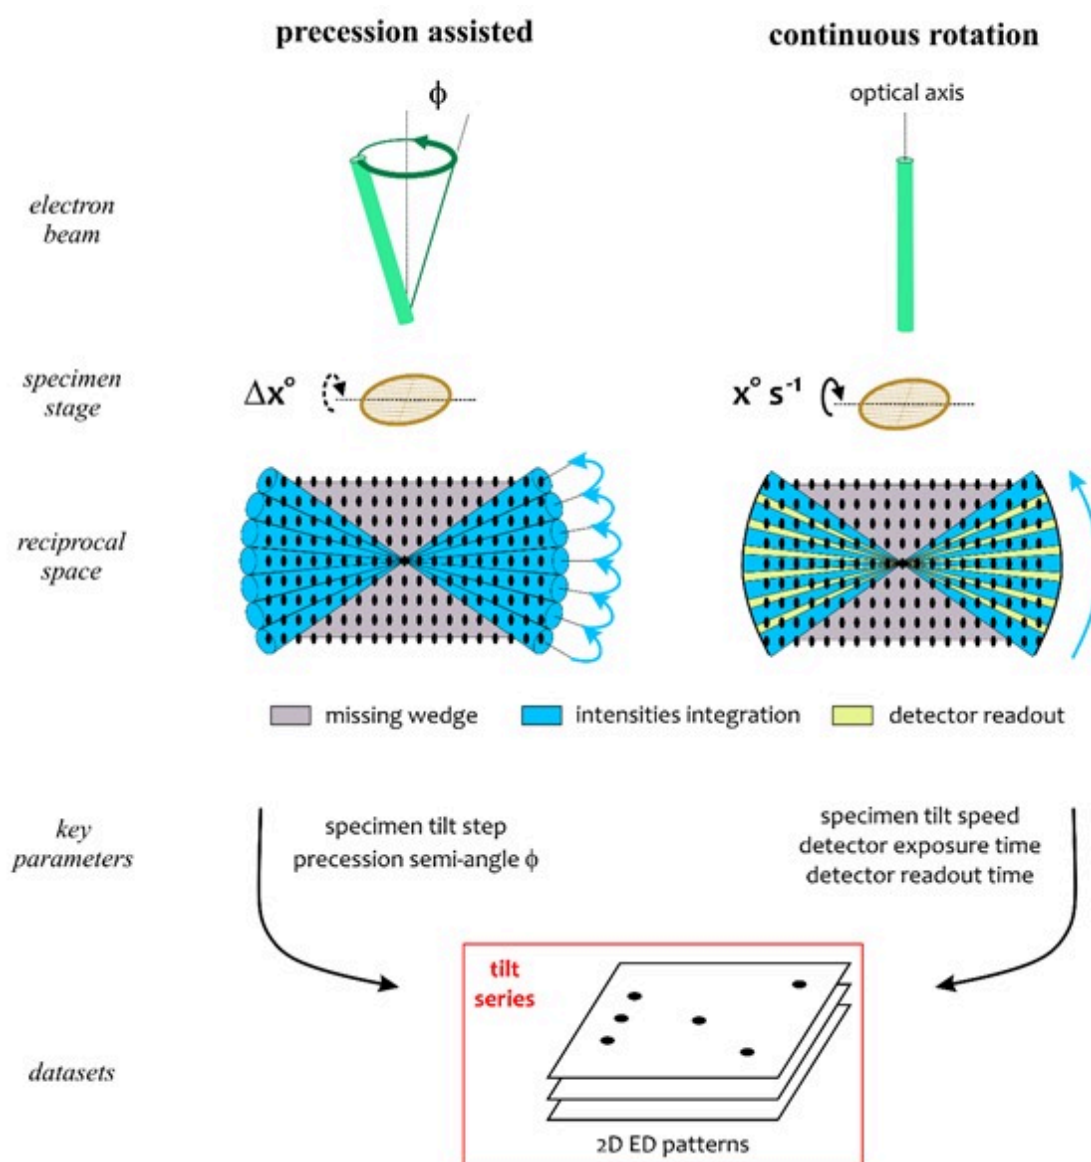 precession assisted
continuous rotation
ϕ
optical axis
electron
beam
specimen
stage
Δx°
x° s⁻¹
reciprocal
space
missing wedge
intensities integration
detector readout
key
parameters
specimen tilt step
precession semi-angle ϕ
specimen tilt speed
detector exposure time
detector readout time
tilt
series
datasets
2D ED patterns